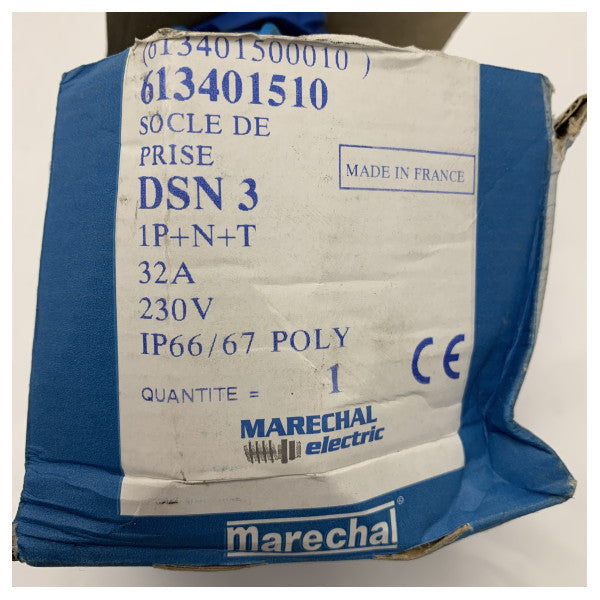 (613401500010 )
613401510
SOCLE DE
PRISE
MADE IN FRANCE
DSN 3
1P+N+T
32A
230V
IP66/67 POLY
QUANTITE = 1
CE
MARECHAL
electric
marechal©